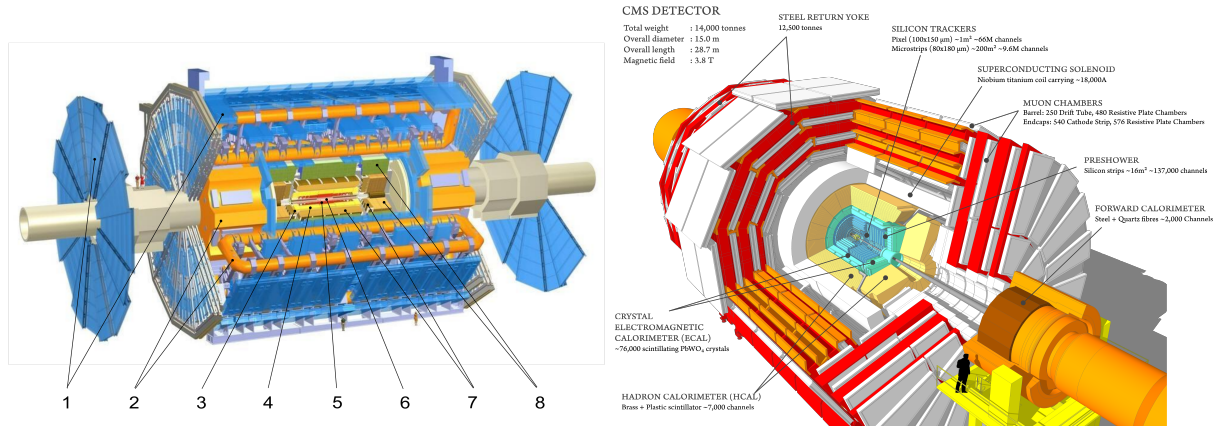 1 2 3 4 5 6 7 8
CMS DETECTOR
Total weight : 14,000 tonnes
Overall diameter : 15.0 m
Overall length : 28.7 m
Magnetic field : 3.8 T
STEEL RETURN YOKE
12,500 tonnes
SILICON TRACKERS
Pixel (100x150 μm) ~1m² ~66M channels
Microstrips (80x180 μm) ~200m² ~9.6M channels
SUPERCONDUCTING SOLENOID
Niobium titanium coil carrying ~18,000A
MUON CHAMBERS
Barrel: 250 Drift Tube, 480 Resistive Plate Chambers
Endcaps: 540 Cathode Strip, 576 Resistive Plate Chambers
PRESHOWER
Silicon strips ~16m² ~137,000 channels
FORWARD CALORIMETER
Steel + Quartz fibres ~2,000 Channels
CRYSTAL
ELECTROMAGNETIC
CALORIMETER (ECAL)
~76,000 scintillating PbWO₄ crystals
HADRON CALORIMETER (HCAL)
Brass + Plastic scintillator ~7,000 channels